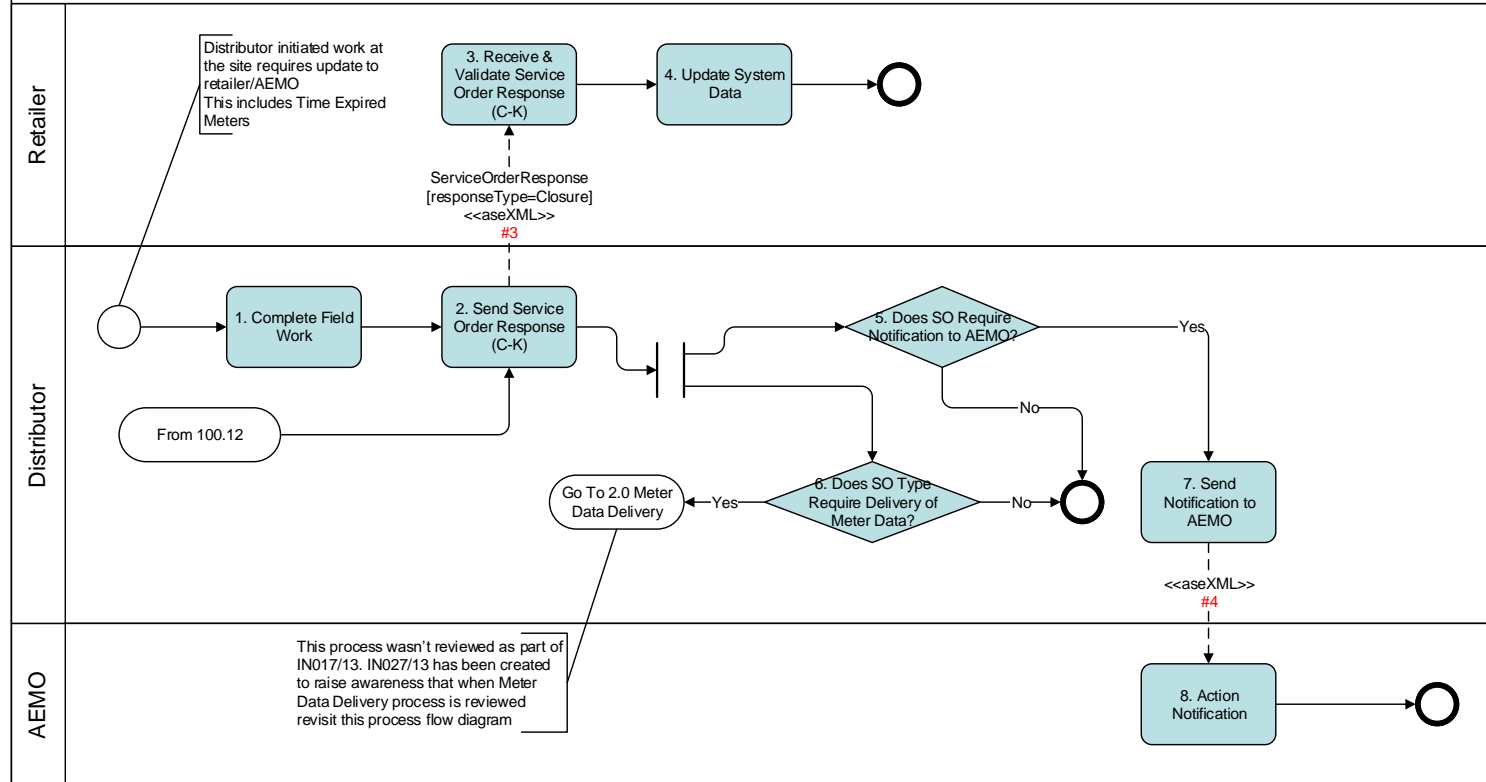 Retailer
Distributor initiated work at
the site requires update to
retailer/AEMO
This includes Time Expired
Meters
3. Receive &
Validate Service
Order Response
(C-K)
4. Update System
Data
ServiceOrderResponse
[responseType=Closure]
<<aseXML>>
#3
Distributor
1. Complete Field
Work
2. Send Service
Order Response
(C-K)
5. Does SO Require
Notification to AEMO?
Yes
No
From 100.12
Go To 2.0 Meter
Data Delivery
Yes
6. Does SO Type
Require Delivery of
Meter Data?
No
7. Send
Notification to
AEMO
<<aseXML>>
#4
AEMO
This process wasn't reviewed as part of
IN017/13. IN027/13 has been created
to raise awareness that when Meter
Data Delivery process is reviewed
revisit this process flow diagram
8. Action
Notification